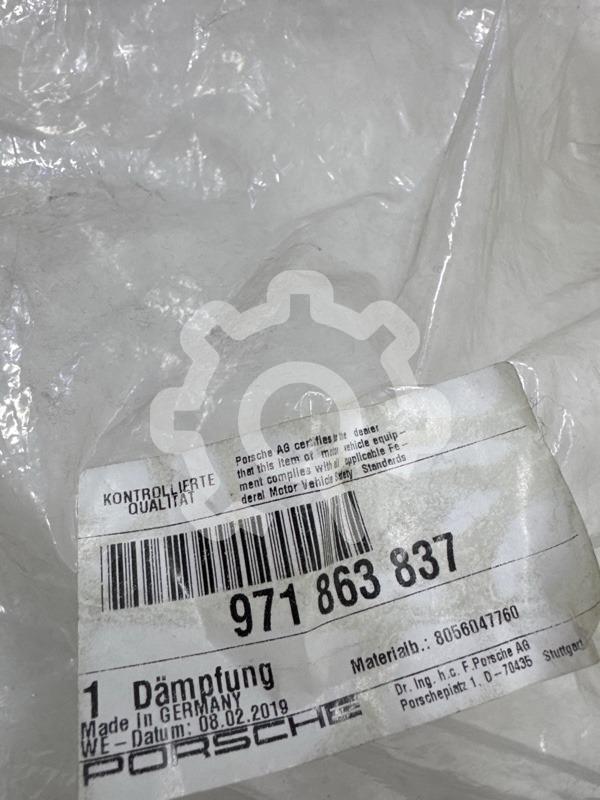 KONTROLLIERTE
QUALITÄT
Porsche AG certifies to the dealer
that this item of motor vehicle equip-
ment complies with all applicable Fe-
deral Motor Vehicle Safety Standards
971 863 837
1 Dämpfung
Materialb.: 8056047760
Made in GERMANY
WE-Datum: 08.02.2019
Dr. Ing. h.c. F.Porsche AG
Porscheplatz 1, D-70435 Stuttgart
PORSCHE